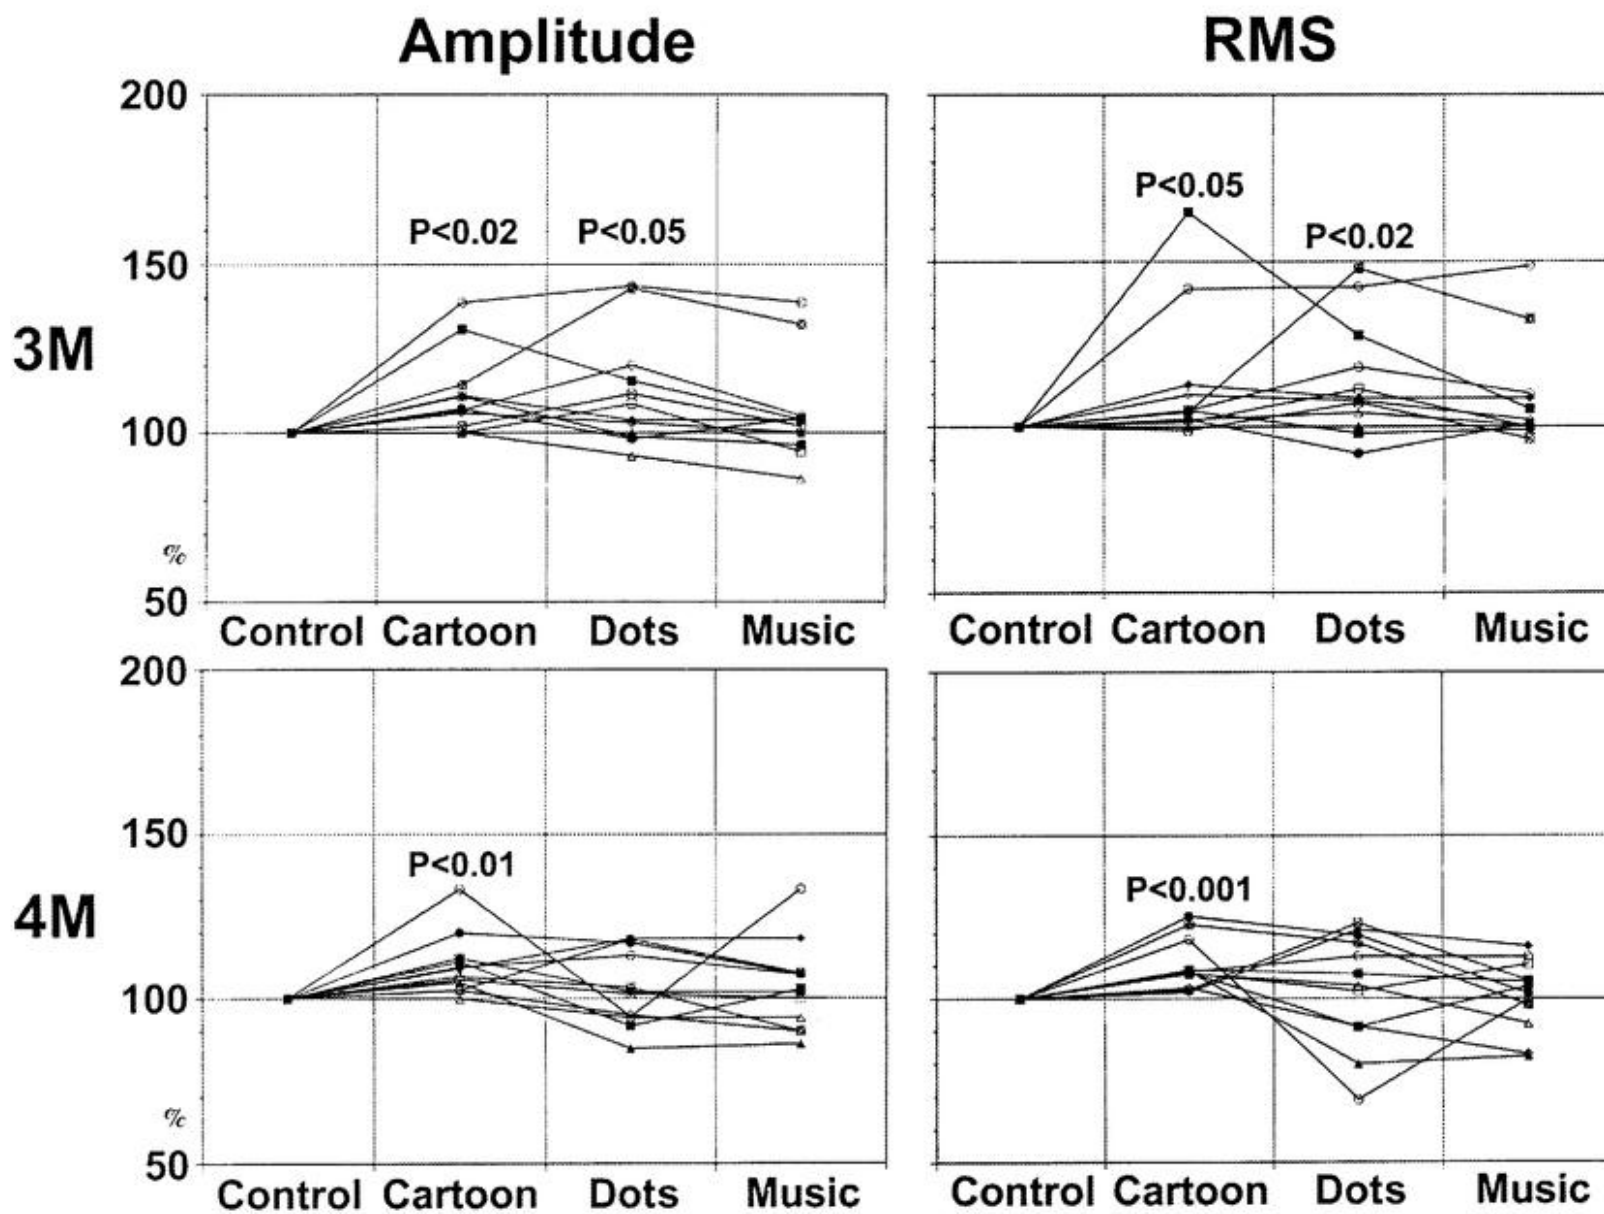 Amplitude RMS
3M
200
P<0.02 P<0.05
150
100
%
50
Control Cartoon Dots Music
P<0.05
P<0.02
Control Cartoon Dots Music
4M
200
150
P<0.01
100
%
50
Control Cartoon Dots Music
P<0.001
Control Cartoon Dots Music